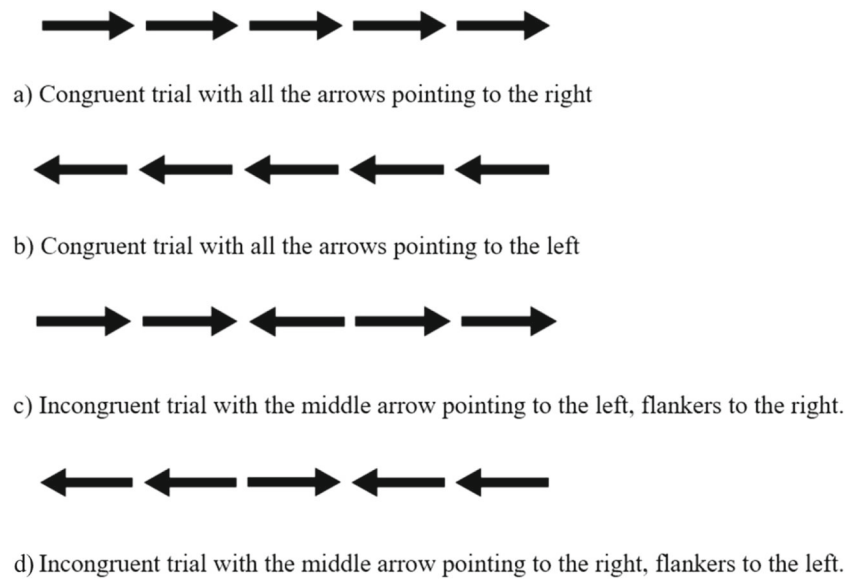 a) Congruent trial with all the arrows pointing to the right
b) Congruent trial with all the arrows pointing to the left
c) Incongruent trial with the middle arrow pointing to the left, flankers to the right.
d) Incongruent trial with the middle arrow pointing to the right, flankers to the left.